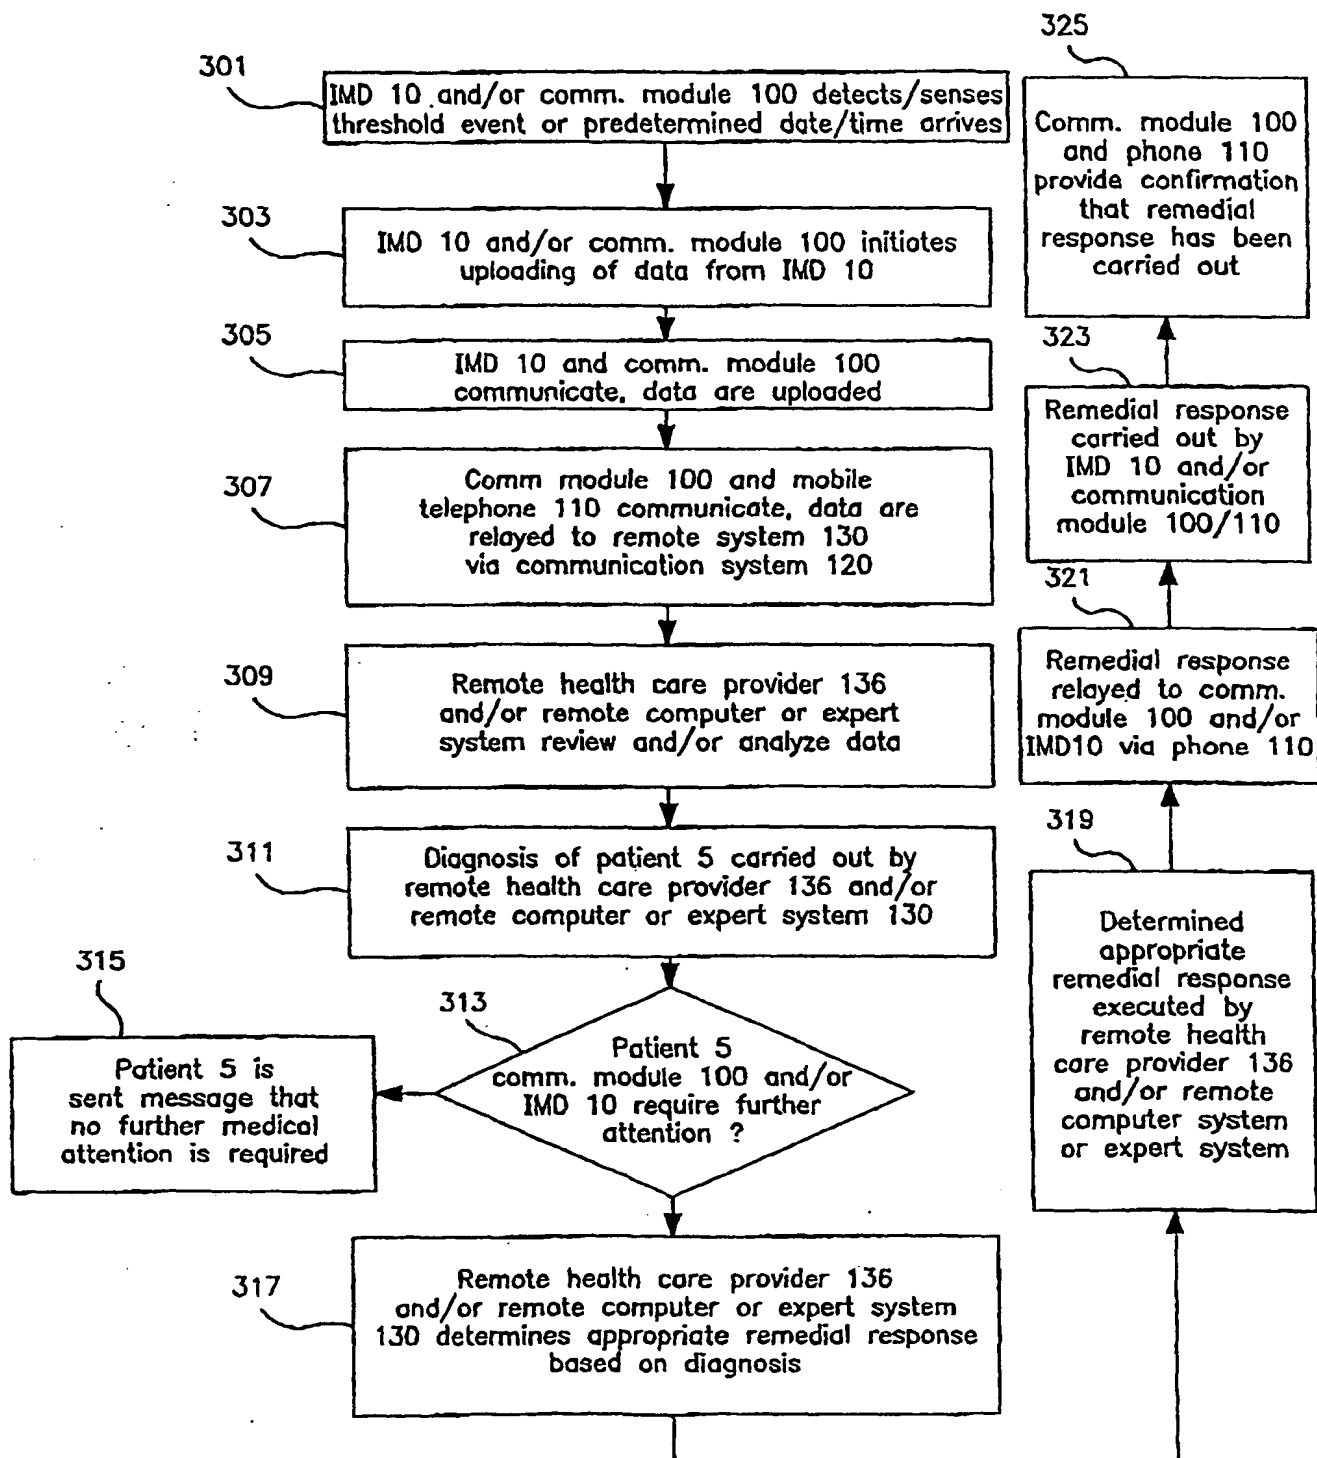 301
IMD 10 and/or comm. module 100 detects/senses
threshold event or predetermined date/time arrives
303
IMD 10 and/or comm. module 100 initiates
uploading of data from IMD 10
305
IMD 10 and comm. module 100
communicate, data are uploaded
307
Comm module 100 and mobile
telephone 110 communicate, data are
relayed to remote system 130
via communication system 120
309
Remote health care provider 136
and/or remote computer or expert
system review and/or analyze data
311
Diagnosis of patient 5 carried out by
remote health care provider 136 and/or
remote computer or expert system 130
313
Patient 5
comm. module 100 and/or
IMD 10 require further
attention ?
315
Patient 5 is
sent message that
no further medical
attention is required
317
Remote health care provider 136
and/or remote computer or expert system
130 determines appropriate remedial response
based on diagnosis
319
Determined
appropriate
remedial response
executed by
remote health
care provider 136
and/or remote
computer system
or expert system
321
Remedial response
relayed to comm.
module 100 and/or
IMD10 via phone 110
323
Remedial response
carried out by
IMD 10 and/or
communication
module 100/110
325
Comm. module 100
and phone 110
provide confirmation
that remedial
response has been
carried out